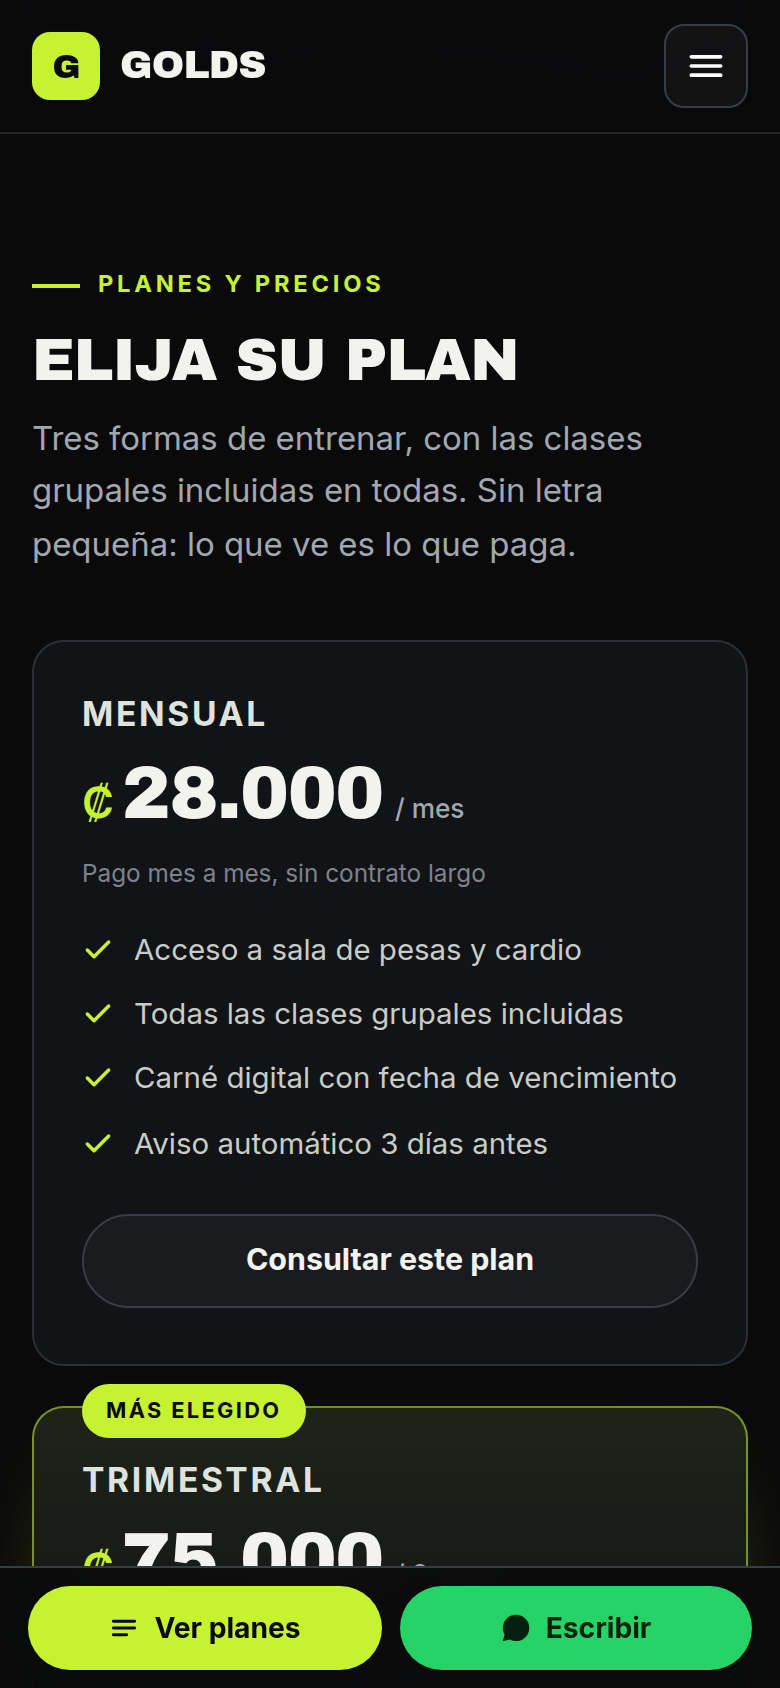 G GOLDS
PLANES Y PRECIOS
ELIJA SU PLAN
Tres formas de entrenar, con las clases
grupales incluidas en todas. Sin letra
pequeña: lo que ve es lo que paga.
MENSUAL
₡28.000 / mes
Pago mes a mes, sin contrato largo
Acceso a sala de pesas y cardio
Todas las clases grupales incluidas
Carné digital con fecha de vencimiento
Aviso automático 3 días antes
Consultar este plan
MÁS ELEGIDO
TRIMESTRAL
₡75.000
Ver planes
Escribir